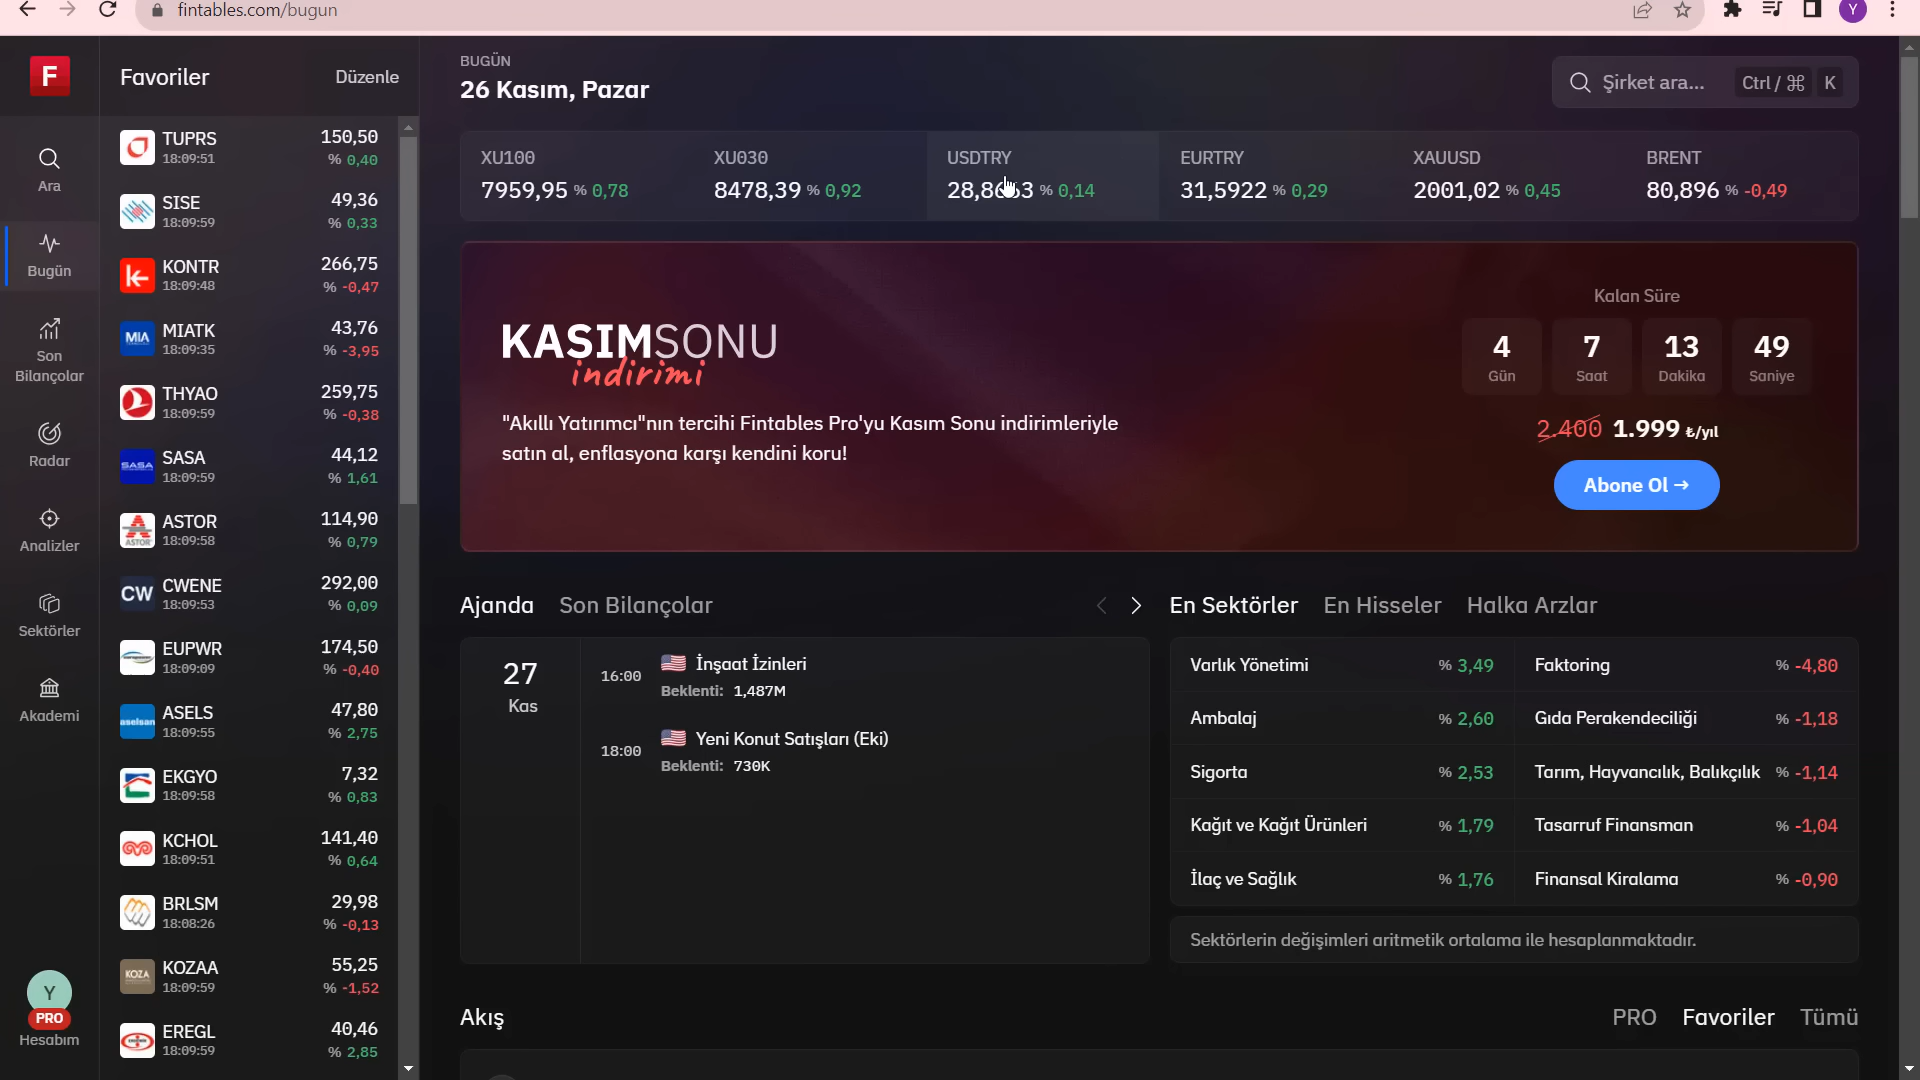 fintables.com/bugun
Y
F
Ara
Bugün
Son
Bilançolar
Radar
Analizler
Sektörler
Akademi
Y
PRO
Hesabım
Favoriler Düzenle
TUPRS 150,50
18:09:51 % 0,40
SISE 49,36
18:09:59 % 0,33
KONTR 266,75
18:09:48 % -0,47
MIA MIATK 43,76
18:09:35 % -3,95
THYAO 259,75
18:09:59 % -0,38
SASA SASA 44,12
18:09:59 % 1,61
ASTOR ASTOR 114,90
18:09:58 % 0,79
CW CWENE 292,00
18:09:53 % 0,09
EUPWR 174,50
18:09:09 % -0,40
aselsan ASELS 47,80
18:09:55 % 2,75
EKGYO 7,32
18:09:58 % 0,83
KCHOL 141,40
18:09:51 % 0,64
BRLSM 29,98
18:08:26 % -0,13
KOZA KOZAA 55,25
18:09:59 % -1,52
EREGL 40,46
18:09:59 % 2,85
BUGÜN
26 Kasım, Pazar
Şirket ara... Ctrl / ⌘ K
XU100 XU030 USDTRY EURTRY XAUUSD BRENT
7959,95 % 0,78 8478,39 % 0,92 % 0,14 31,5922 % 0,29 2001,02 % 0,45 80,896 % -0,49
KASIMSONU
indirimi
"Akıllı Yatırımcı"nın tercihi Fintables Pro'yu Kasım Sonu indirimleriyle
satın al, enflasyona karşı kendini koru!
Kalan Süre
4 7 13 49
Gün Saat Dakika Saniye
2.400 1.999 ₺/yıl
Abone Ol →
Ajanda Son Bilançolar
27
Kas
16:00 İnşaat İzinleri
Beklenti: 1,487M
18:00 Yeni Konut Satışları (Eki)
Beklenti: 730K
En Sektörler En Hisseler Halka Arzlar
Varlık Yönetimi % 3,49 Faktoring % -4,80
Ambalaj % 2,60 Gıda Perakendeciliği % -1,18
Sigorta % 2,53 Tarım, Hayvancılık, Balıkçılık % -1,14
Kağıt ve Kağıt Ürünleri % 1,79 Tasarruf Finansman % -1,04
İlaç ve Sağlık % 1,76 Finansal Kiralama % -0,90
Sektörlerin değişimleri aritmetik ortalama ile hesaplanmaktadır.
Akış PRO Favoriler Tümü